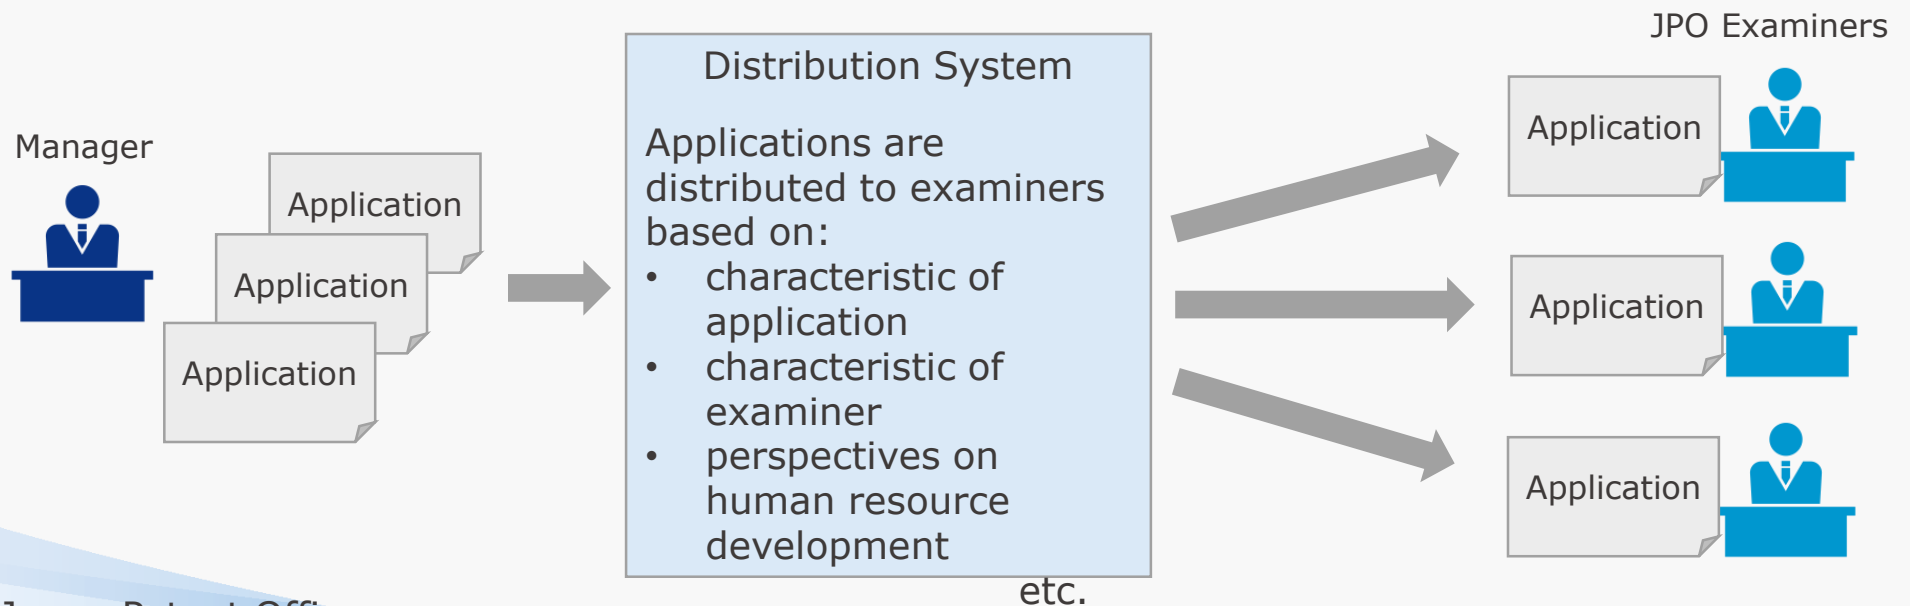 JPO Examiners
Manager
Application
Application
Application
Distribution System
Applications are
distributed to examiners
based on:
• characteristic of
application
• characteristic of
examiner
• perspectives on
human resource
development
etc.
Application
Application
Application
Patent